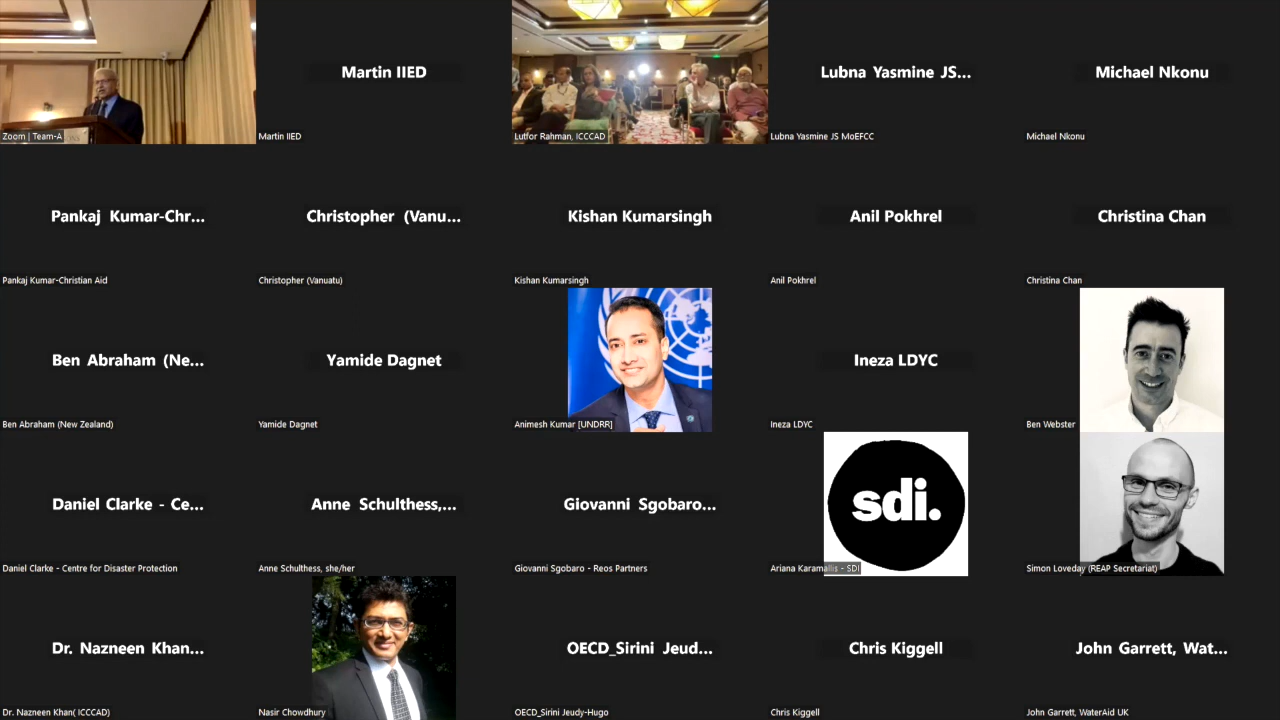 Zoom | Team-A
Martin IIED
Martin IIED
Lutfor Rahman, ICCCAD
Lubna Yasmine JS...
Lubna Yasmine JS MoEFCC
Michael Nkonu
Michael Nkonu
Pankaj Kumar-Chr...
Pankaj Kumar-Christian Aid
Christopher (Vanu...
Christopher (Vanuatu)
Kishan Kumarsingh
Kishan Kumarsingh
Anil Pokhrel
Anil Pokhrel
Christina Chan
Christina Chan
Ben Abraham (Ne...
Ben Abraham (New Zealand)
Yamide Dagnet
Yamide Dagnet
Animesh Kumar [UNDRR]
Ineza LDYC
Ineza LDYC
Ben Webster
Daniel Clarke - Ce...
Daniel Clarke - Centre for Disaster Protection
Anne Schulthess,...
Anne Schulthess, she/her
Giovanni Sgobaro...
Giovanni Sgobaro - Reos Partners
sdi.
Ariana Karamallis - SDI
Simon Loveday (REAP Secretariat)
Dr. Nazneen Khan...
Dr. Nazneen Khan( ICCCAD)
Nasir Chowdhury
OECD_Sirini Jeud...
OECD_Sirini Jeudy-Hugo
Chris Kiggell
Chris Kiggell
John Garrett, Wat...
John Garrett, WaterAid UK